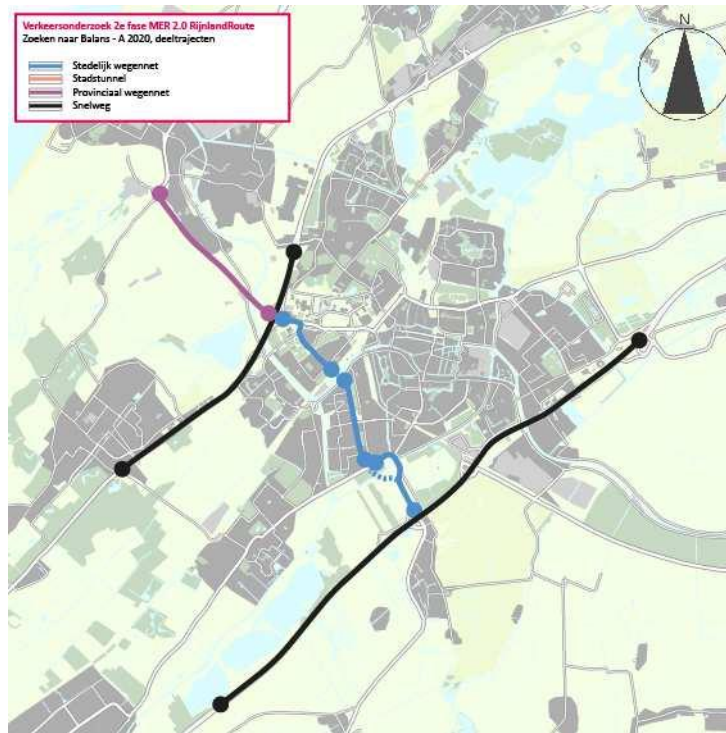 Verkeersonderzoek 2e fase MER 2.0 RijnlandRoute
Zoeken naar Balans - A 2020, deeltrajecten
Stedelijk wegennet
Stadstunnel
Provinciaal wegennet
Snelweg
N